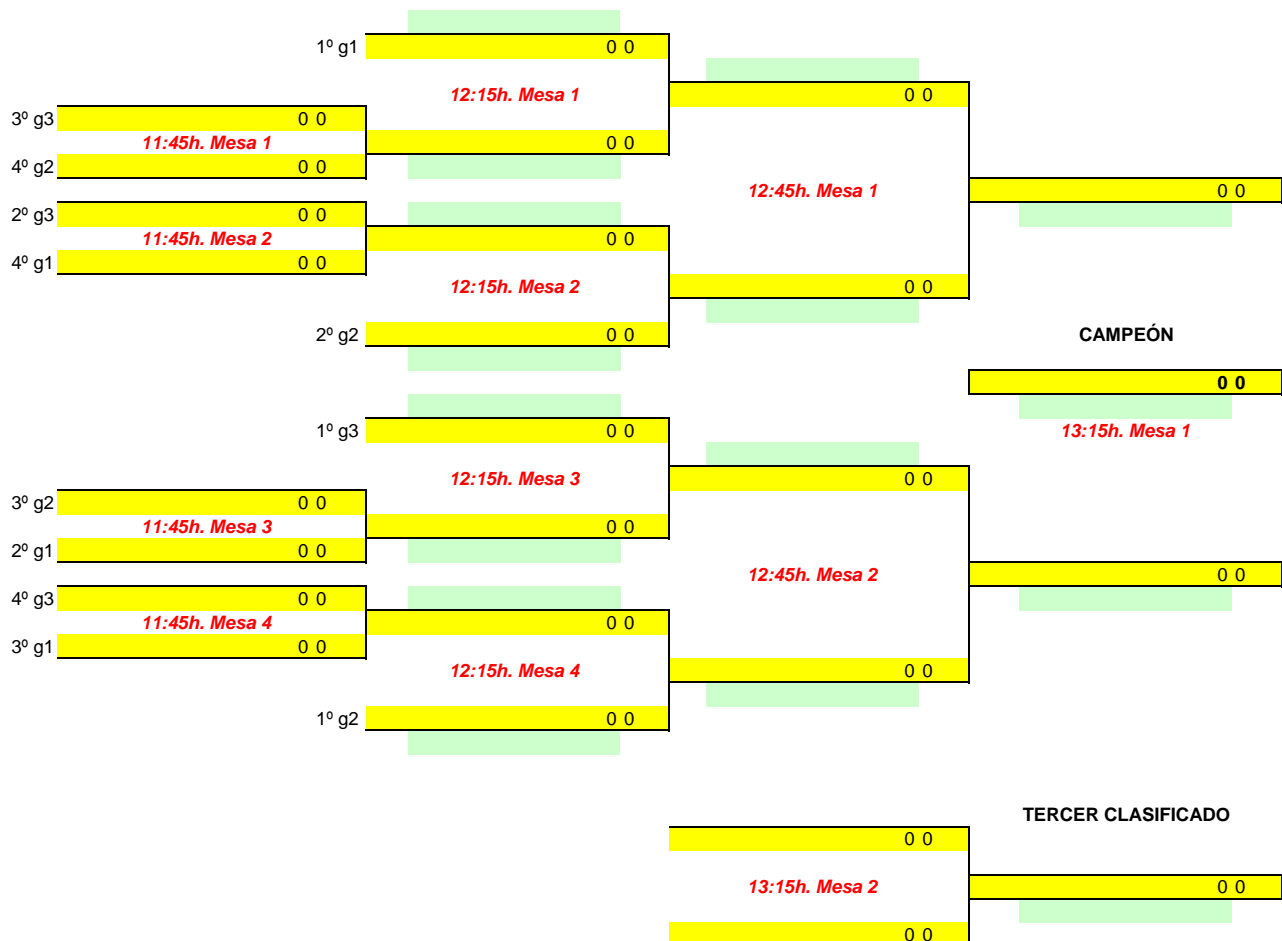 1º g1 0 0
12:15h. Mesa 1 0 0
3º g3 0 0
11:45h. Mesa 1 0 0
4º g2 0 0
12:45h. Mesa 1 0 0
2º g3 0 0
11:45h. Mesa 2 0 0
4º g1 0 0
12:15h. Mesa 2 0 0
2º g2 0 0
CAMPEÓN
0 0
1º g3 0 0
13:15h. Mesa 1
12:15h. Mesa 3 0 0
3º g2 0 0
11:45h. Mesa 3 0 0
2º g1 0 0
12:45h. Mesa 2 0 0
4º g3 0 0
11:45h. Mesa 4 0 0
3º g1 0 0
12:15h. Mesa 4 0 0
1º g2 0 0
TERCER CLASIFICADO
0 0
13:15h. Mesa 2 0 0
0 0